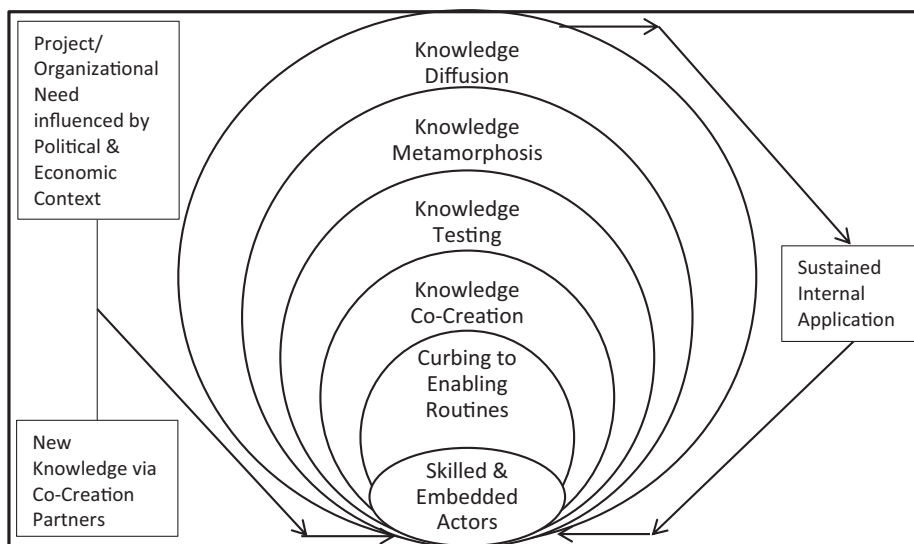 Project/
Organizational
Need
influenced by
Political &
Economic
Context
New
Knowledge via
Co-Creation
Partners
Knowledge
Diffusion
Knowledge
Metamorphosis
Knowledge
Testing
Knowledge
Co-Creation
Curbing to
Enabling
Routines
Skilled &
Embedded
Actors
Sustained
Internal
Application